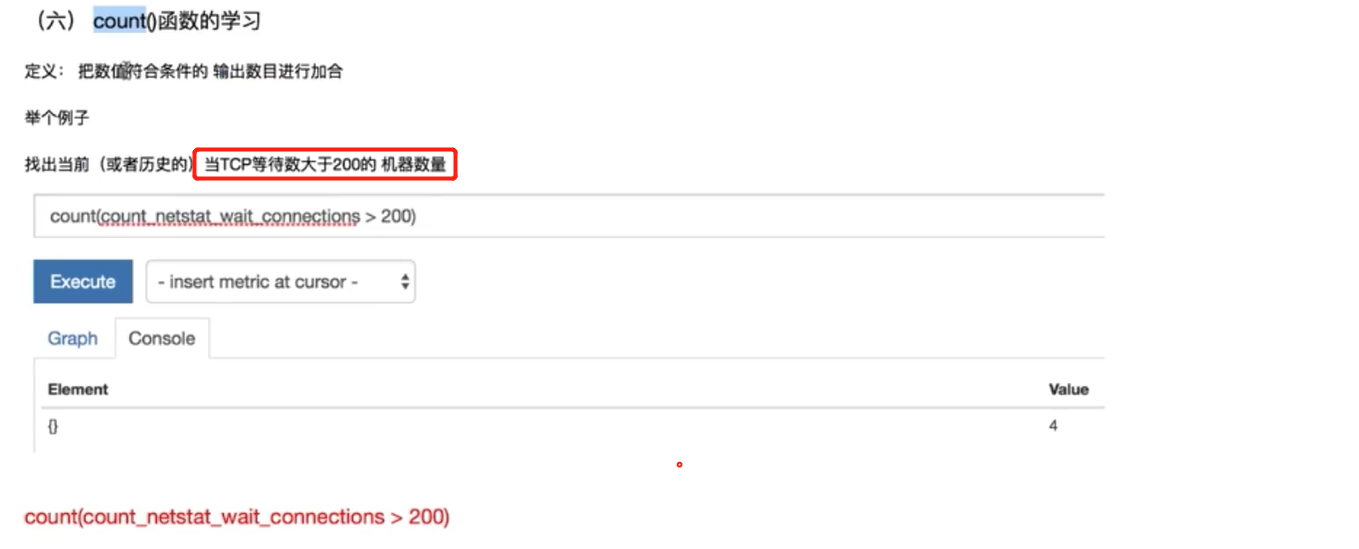 （六） count()函数的学习
定义： 把数值符合条件的 输出数目进行加合
举个例子
找出当前（或者历史的）当TCP等待数大于200的 机器数量
count(count_netstat_wait_connections > 200)
Execute - insert metric at cursor -
Graph Console
Element Value
{} 4
count(count_netstat_wait_connections > 200)